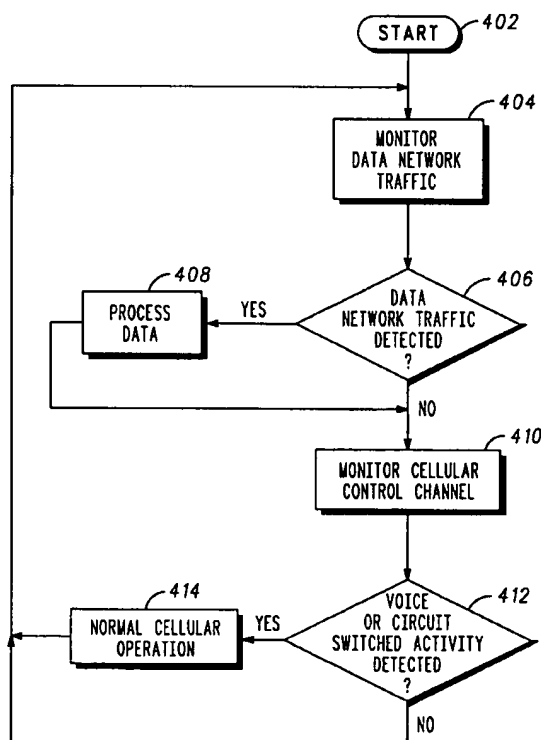 START
402
404
MONITOR
DATA NETWORK
TRAFFIC
408
406
PROCESS
DATA
YES
DATA
NETWORK TRAFFIC
DETECTED
?
NO
410
MONITOR CELLULAR
CONTROL CHANNEL
414
412
NORMAL CELLULAR
OPERATION
YES
VOICE
OR CIRCUIT
SWITCHED ACTIVITY
DETECTED
?
NO